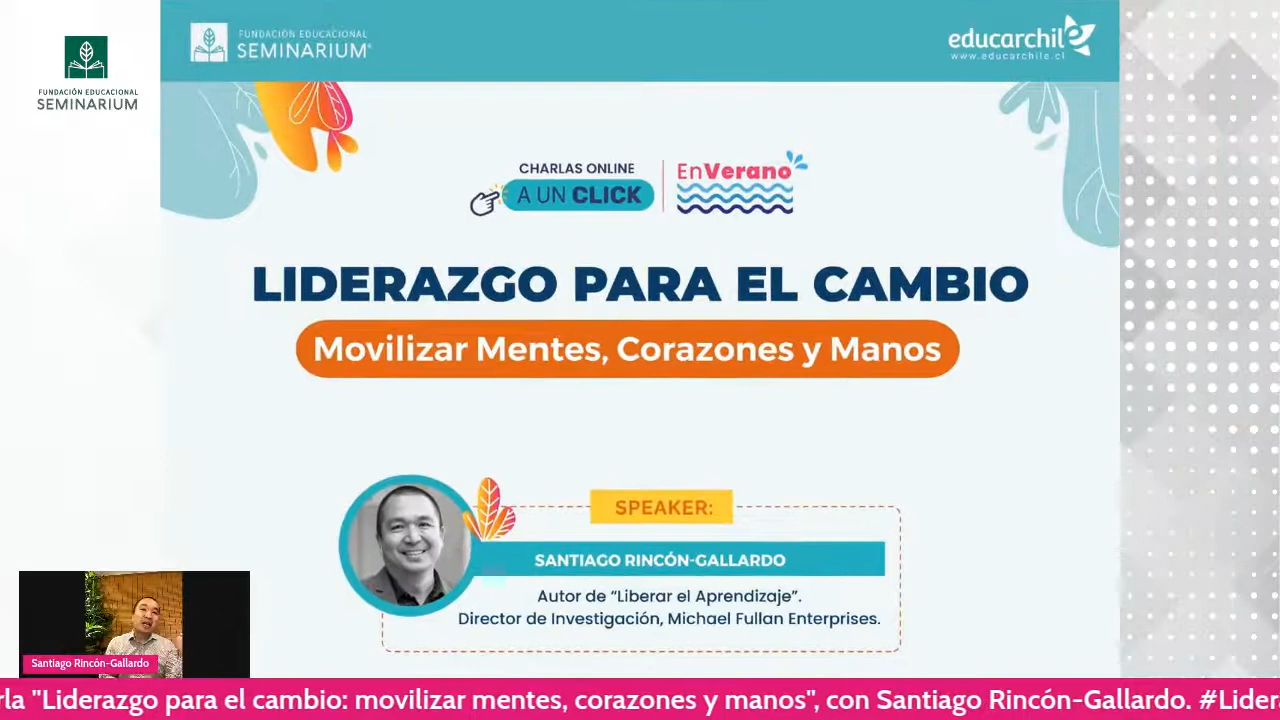 FUNDACIÓN EDUCACIONAL
SEMINARIUM
FUNDACIÓN EDUCACIONAL
SEMINARIUM®
educarchile
www.educarchile.cl
CHARLAS ONLINE
A UN CLICK
EnVerano
LIDERAZGO PARA EL CAMBIO
Movilizar Mentes, Corazones y Manos
SPEAKER:
SANTIAGO RINCÓN-GALLARDO
Autor de “Liberar el Aprendizaje”.
Director de Investigación, Michael Fullan Enterprises.
Santiago Rincón-Gallardo
rla "Liderazgo para el cambio: movilizar mentes, corazones y manos", con Santiago Rincón-Gallardo. #Lider